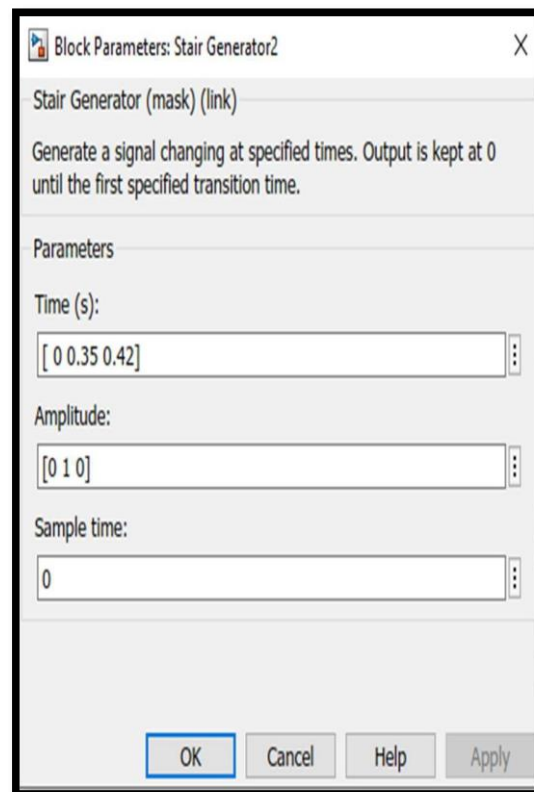 Block Parameters: Stair Generator2
Stair Generator (mask) (link)
Generate a signal changing at specified times. Output is kept at 0
until the first specified transition time.
Parameters
Time (s):
[ 0 0.35 0.42]
Amplitude:
[0 1 0]
Sample time:
0
OK Cancel Help Apply